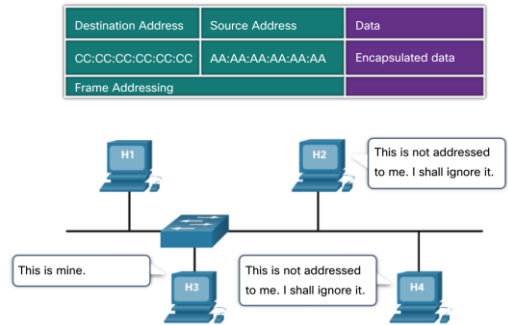 Destination Address Source Address Data
CC:CC:CC:CC:CC:CC AA:AA:AA:AA:AA:AA Encapsulated data
Frame Addressing
H1
H2
This is not addressed
to me. I shall ignore it.
This is mine.
H3
This is not addressed
to me. I shall ignore it.
H4